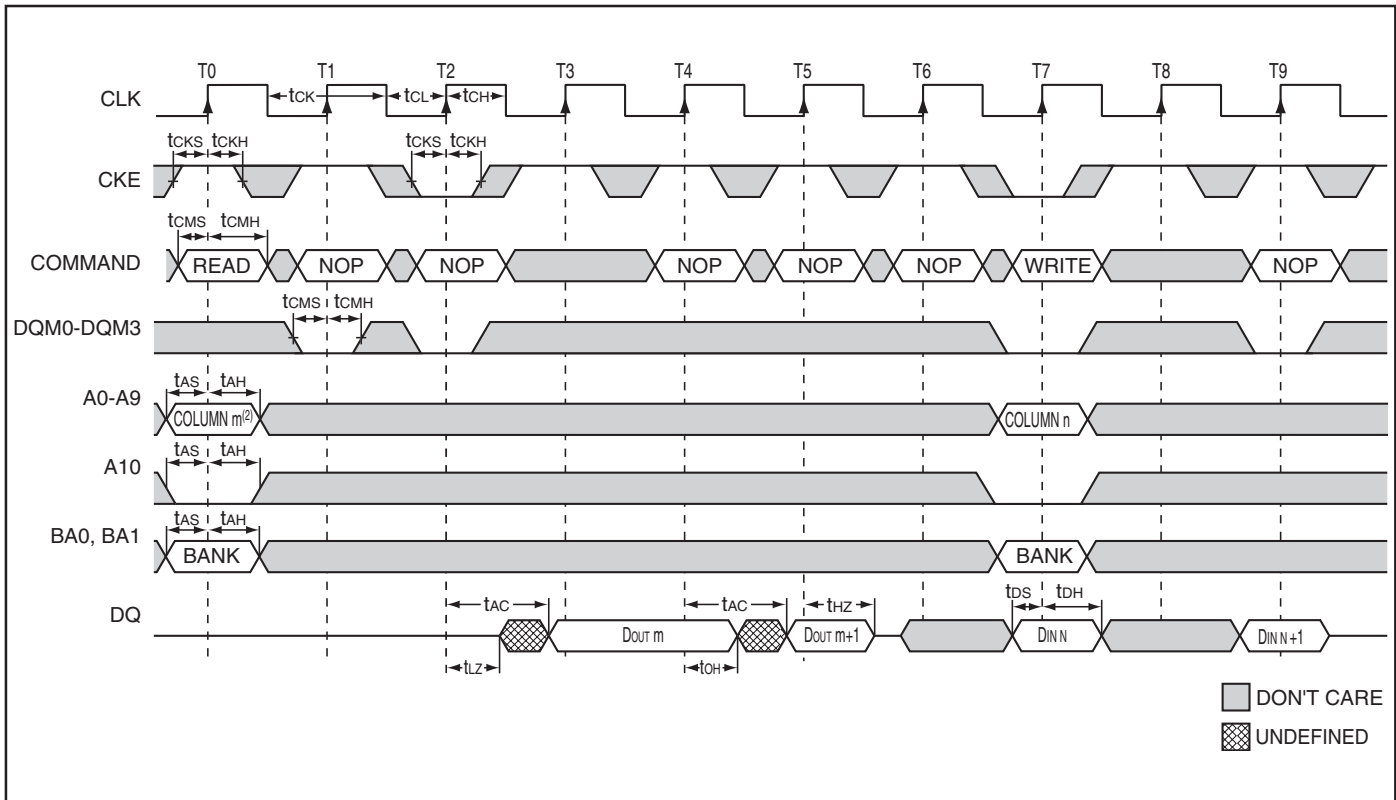 T0 T1 T2 T3 T4 T5 T6 T7 T8 T9
CLK tCK tCL tCH
tCKS tCKH tCKS tCKH
CKE
tCMS tCMH
COMMAND READ NOP NOP NOP NOP NOP WRITE NOP
tCMS tCMH
DQM0-DQM3
tAS tAH
A0-A9 COLUMN m(2) COLUMN n
tAS tAH
A10
tAS tAH
BA0, BA1 BANK BANK
tAC tAC tHZ tDS tDH
DQ DOUT m DOUT m+1 DIN N DIN N+1
tLZ tOH
DON'T CARE
UNDEFINED